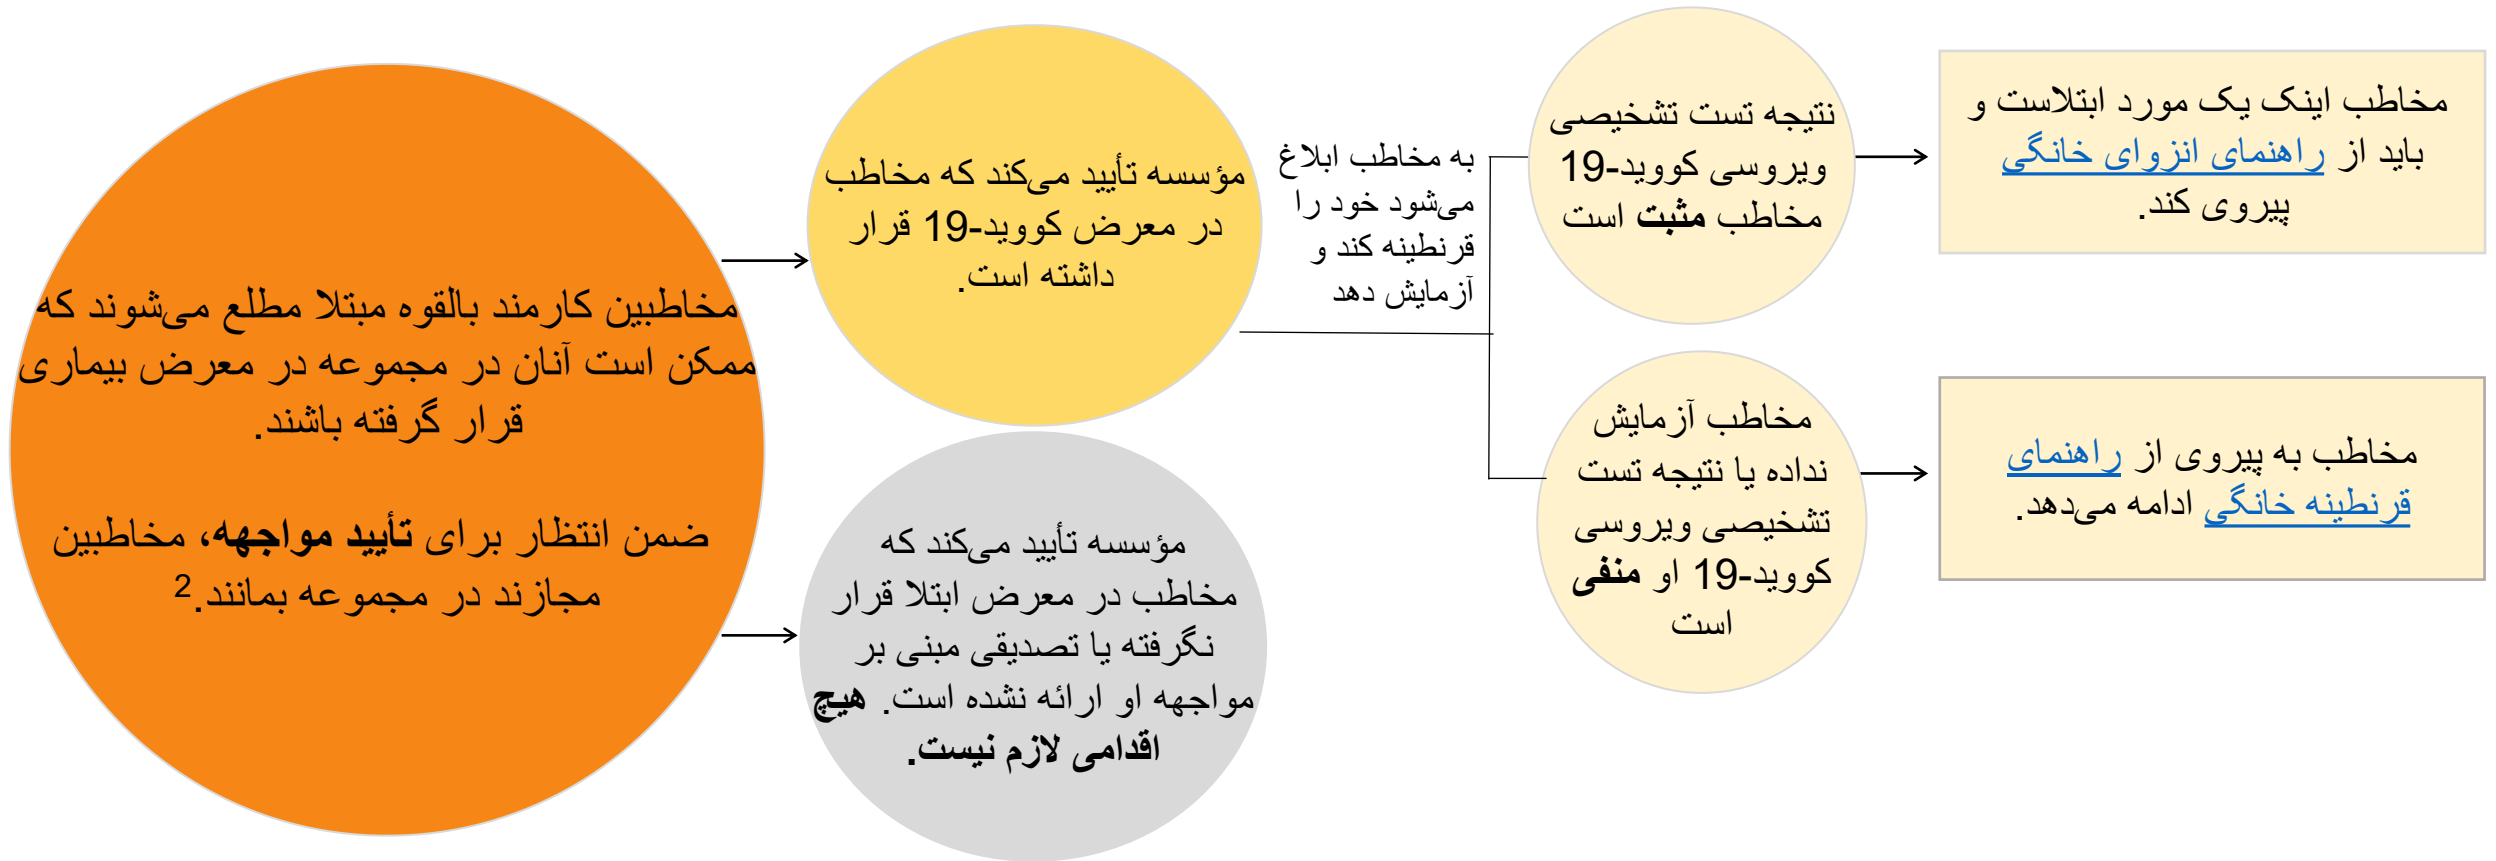 مخاطبین کارمند بالقوه مبتلا مطلع می‌شوند که
ممکن است آنان در مجموعه در معرض بیماری
قرار گرفته باشند.
ضمن انتظار برای تأیید مواجهه، مخاطبین
مجازند در مجموعه بمانند.2
مؤسسه تأیید می‌کند که مخاطب
در معرض کووید-19 قرار
داشته است.
مؤسسه تأیید می‌کند که
مخاطب در معرض ابتلا قرار
نگرفته یا تصدیقی مبنی بر
مواجهه او ارائه نشده است. هیچ
اقدامی لازم نیست.
به مخاطب ابلاغ
می‌شود خود را
قرنطینه کند و
آزمایش دهد
نتیجه تست تشخیصی
ویروسی کووید-19
مخاطب مثبت است
مخاطب اینک یک مورد ابتلاست و
باید از راهنمای انزوای خانگی
پیروی کند.
مخاطب آزمایش
نداده یا نتیجه تست
تشخیصی ویروسی
کووید-19 او منفی
است
مخاطب به پیروی از راهنمای
قرنطینه خانگی ادامه می‌دهد.